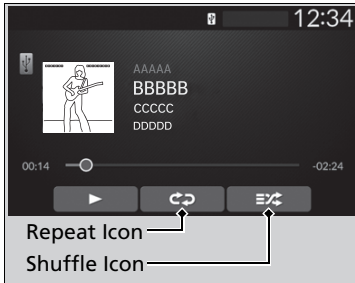 12:34
AAAAA
BBBBB
CCCCC
DDDDD
00:14
-02:24
Repeat Icon
Shuffle Icon